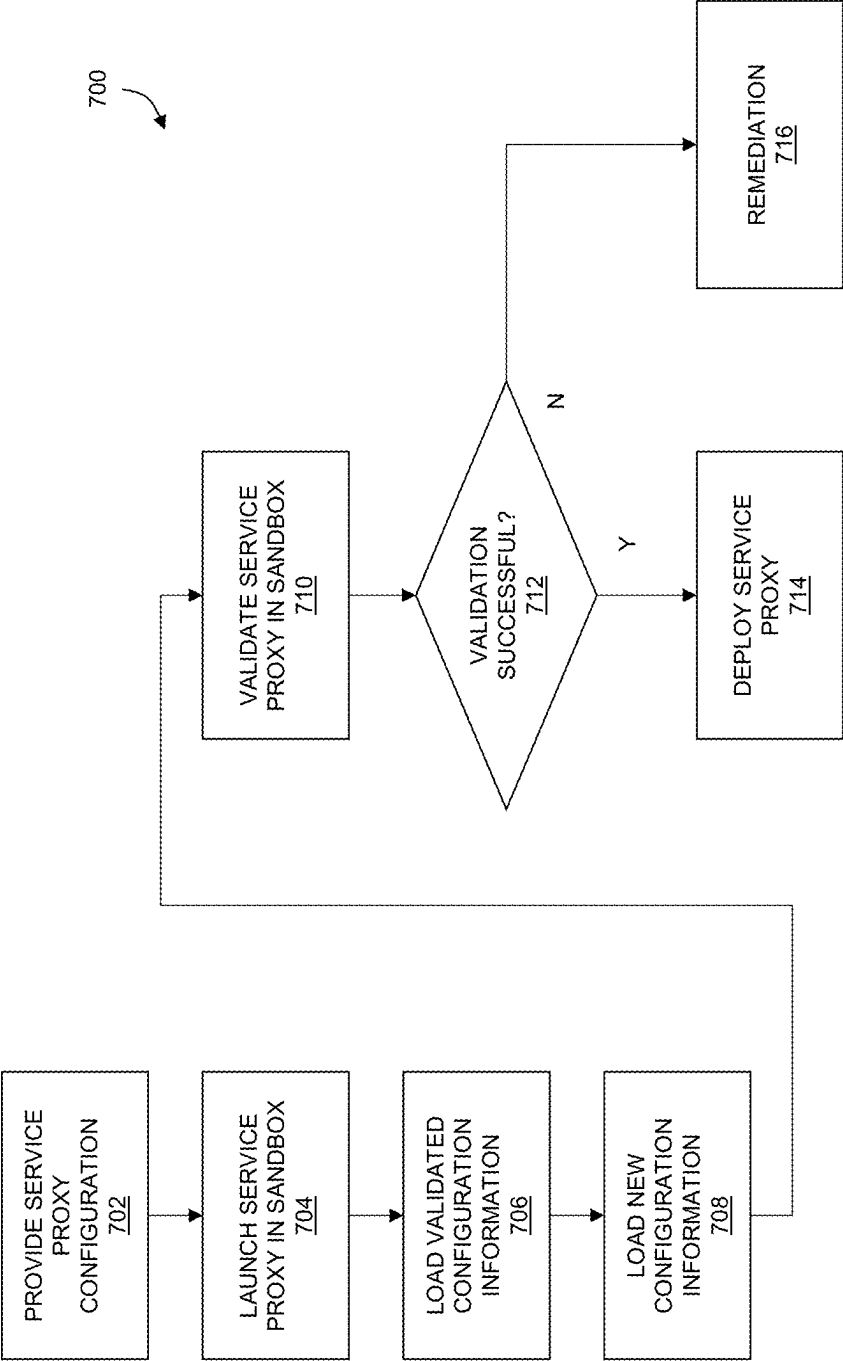 700
PROVIDE SERVICE
PROXY
CONFIGURATION
702
LAUNCH SERVICE
PROXY IN SANDBOX
704
LOAD VALIDATED
CONFIGURATION
INFORMATION
706
LOAD NEW
CONFIGURATION
INFORMATION
708
VALIDATE SERVICE
PROXY IN SANDBOX
710
VALIDATION
SUCCESSFUL?
712
N
Y
DEPLOY SERVICE
PROXY
714
REMEDIATION
716